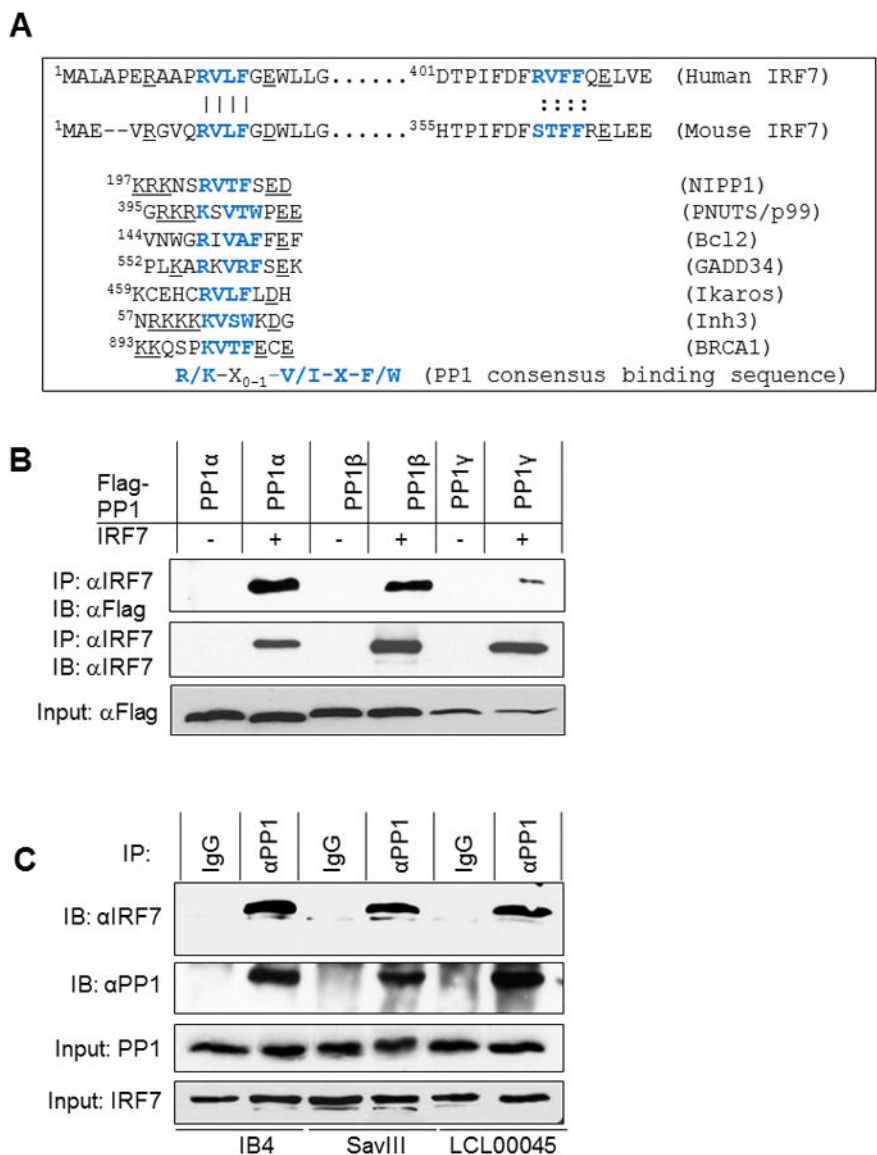 A
¹MALAPERAAPRVLFGEWLLG......⁴⁰¹DTPIFDFRVFFQELVE (Human IRF7)
|||| ::::
¹MAE--VRGVQRVLFGDWLLG......³⁵⁵HTPIFDFSTFFRELEE (Mouse IRF7)
¹⁹⁷KRKNSRVTFSED (NIPP1)
³⁹⁵GRKRKSVTWPEE (PNUTS/p99)
¹⁴⁴VNWGRIVAFFEF (Bcl2)
⁵⁵²PLKARKVRFSEK (GADD34)
⁴⁵⁹KCEHCRVLFLDH (Ikaros)
⁵⁷NRKKKKVSWKDG (Inh3)
⁸⁹³KKQSPKVTFECE (BRCA1)
R/K-X₀₋₁-V/I-X-F/W (PP1 consensus binding sequence)
B
Flag-
PP1
PP1α PP1α PP1β PP1β PP1γ PP1γ
IRF7 - + - + - +
IP: αIRF7
IB: αFlag
IP: αIRF7
IB: αIRF7
Input: αFlag
C
IP: IgG αPP1 IgG αPP1 IgG αPP1
IB: αIRF7
IB: αPP1
Input: PP1
Input: IRF7
IB4 SavIII LCL00045